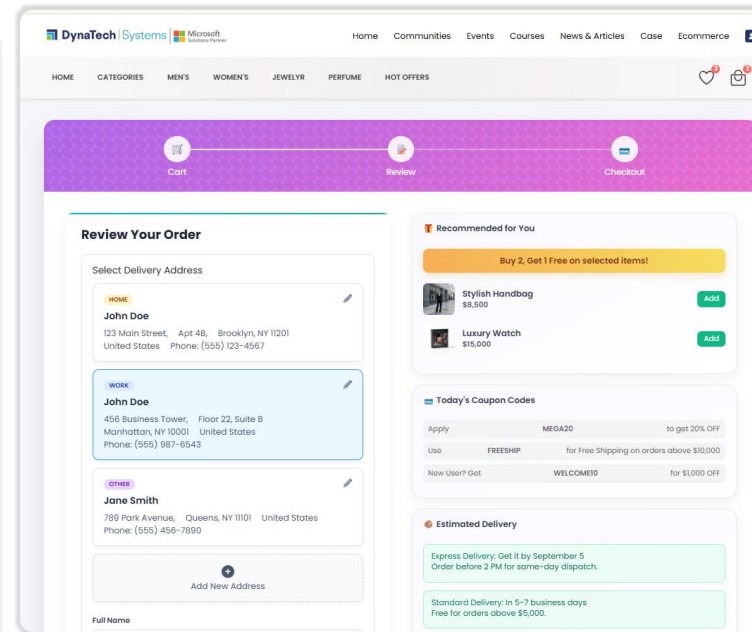 DynaTech Systems Microsoft Solutions Partner
Home Communities Events Courses News & Articles Case Ecommerce
HOME CATEGORIES MEN'S WOMEN'S JEWELYR PERFUME HOT OFFERS
3 3
Cart Review Checkout
Review Your Order
Select Delivery Address
HOME
John Doe
123 Main Street, Apt 4B, Brooklyn, NY 11201
United States Phone: (555) 123-4567
WORK
John Doe
456 Business Tower, Floor 22, Suite B
Manhattan, NY 10001 United States
Phone: (555) 987-6543
OTHER
Jane Smith
789 Park Avenue, Queens, NY 11101 United States
Phone: (555) 456-7890
Add New Address
Full Name
Recommended for You
Buy 2, Get 1 Free on selected items!
Stylish Handbag
$8,500
Add
Luxury Watch
$15,000
Add
Today's Coupon Codes
Apply MEGA20 to get 20% OFF
Use FREESHIP for Free Shipping on orders above $10,000
New User? Get WELCOME10 for $1,000 OFF
Estimated Delivery
Express Delivery: Get it by September 5
Order before 2 PM for same-day dispatch.
Standard Delivery: In 5-7 business days
Free for orders above $5,000.